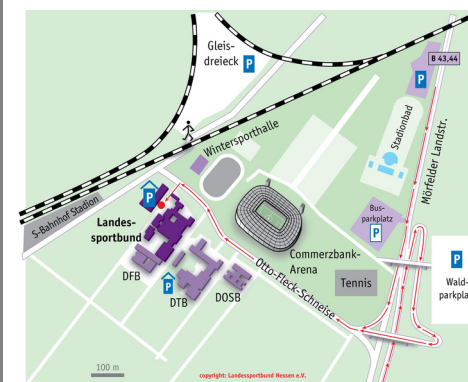 Gleis-
dreieck
P
P
B 43,44
Stadionbad
Mörfelder Landstr.
Wintersporthalle
S-Bahnhof Stadion
P
Landes-
sportbund
Bus-
parkplatz
P
Commerzbank-
Arena
Otto-Fleck-Schneise
DFB
P
DTB
DOSB
Tennis
P
Wald-
parkpla
100 m
copyright: Landessportbund Hessen e.V.